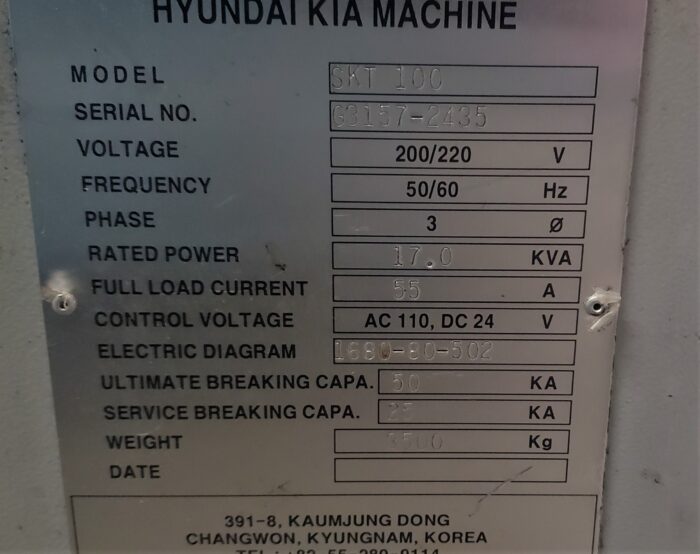 HYUNDAI KIA MACHINE
MODEL SKT 100
SERIAL NO. G3157-2435
VOLTAGE 200/220 V
FREQUENCY 50/60 Hz
PHASE 3 Ø
RATED POWER 17.0 KVA
FULL LOAD CURRENT 55 A
CONTROL VOLTAGE AC 110, DC 24 V
ELECTRIC DIAGRAM
ULTIMATE BREAKING CAPA. 50 KA
SERVICE BREAKING CAPA. 25 KA
WEIGHT Kg
DATE
391-8, KAUMJUNG DONG
CHANGWON, KYUNGNAM, KOREA